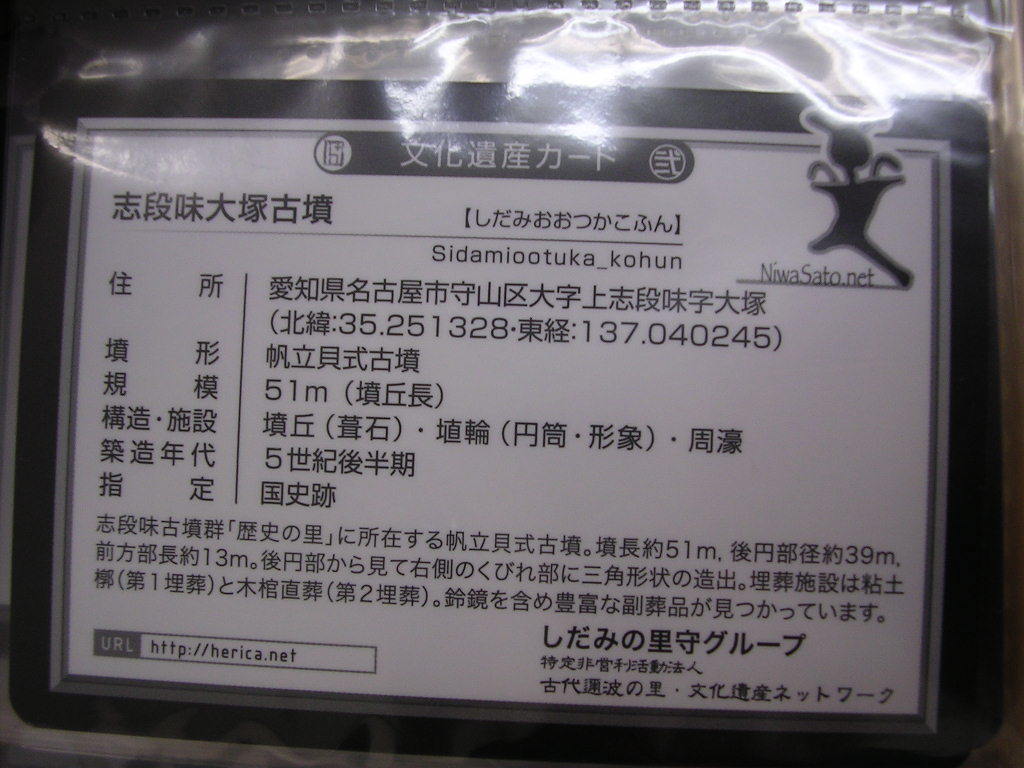 文化遺産カード 弐
志段味大塚古墳 【しだみおおつかこふん】
Sidamiootuka_kohun
NiwaSato.net
住所 愛知県名古屋市守山区大字上志段味字大塚
(北緯:35.251328・東経:137.040245)
墳形 帆立貝式古墳
規模 51m（墳丘長）
構造・施設 墳丘（葺石）・埴輪（円筒・形象）・周濠
築造年代 5世紀後半期
指定 国史跡
志段味古墳群「歴史の里」に所在する帆立貝式古墳。墳長約51m, 後円部径約39m,
前方部長約13m。後円部から見て右側のくびれ部に三角形状の造出。埋葬施設は粘土
槨(第1埋葬)と木棺直葬(第2埋葬)。鈴鏡を含め豊富な副葬品が見つかっています。
URL http://herica.net
しだみの里守グループ
特定非営利活動法人
古代邇波の里・文化遺産ネットワーク